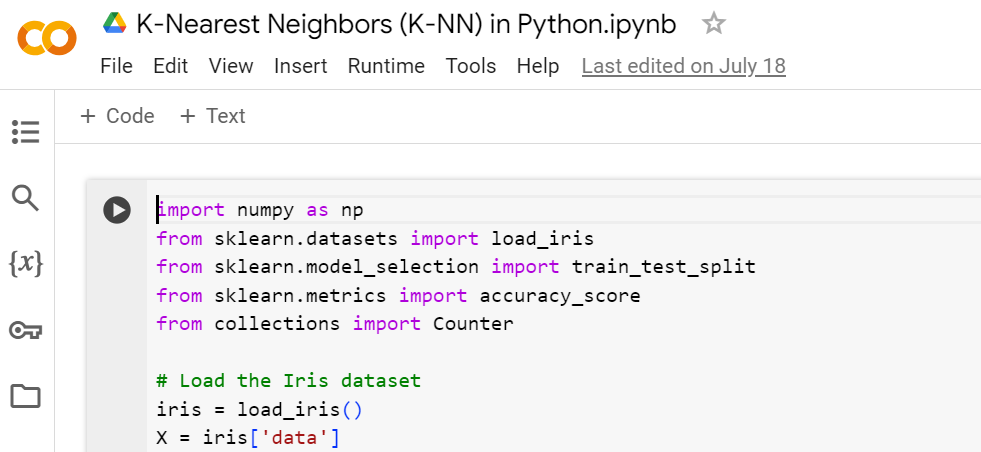 K-Nearest Neighbors (K-NN) in Python.ipynb
File Edit View Insert Runtime Tools Help Last edited on July 18
+ Code + Text
{x}
import numpy as np
from sklearn.datasets import load_iris
from sklearn.model_selection import train_test_split
from sklearn.metrics import accuracy_score
from collections import Counter
# Load the Iris dataset
iris = load_iris()
X = iris['data']